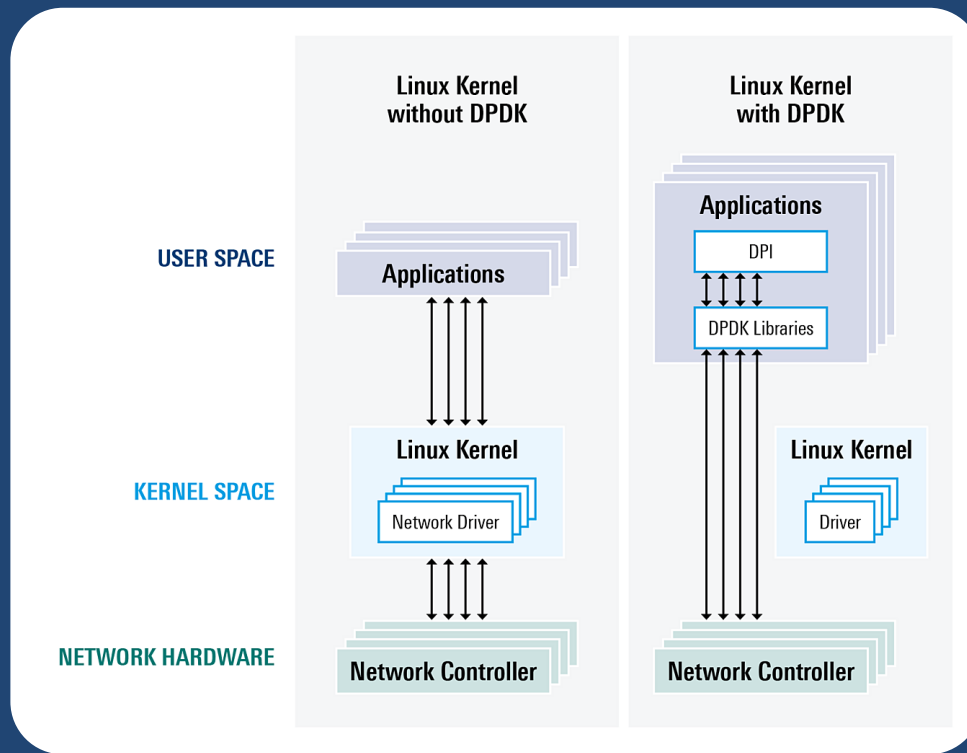 Linux Kernel
without DPDK
Linux Kernel
with DPDK
USER SPACE
Applications
Applications
DPI
DPDK Libraries
KERNEL SPACE
Linux Kernel
Network Driver
Linux Kernel
Driver
NETWORK HARDWARE
Network Controller
Network Controller